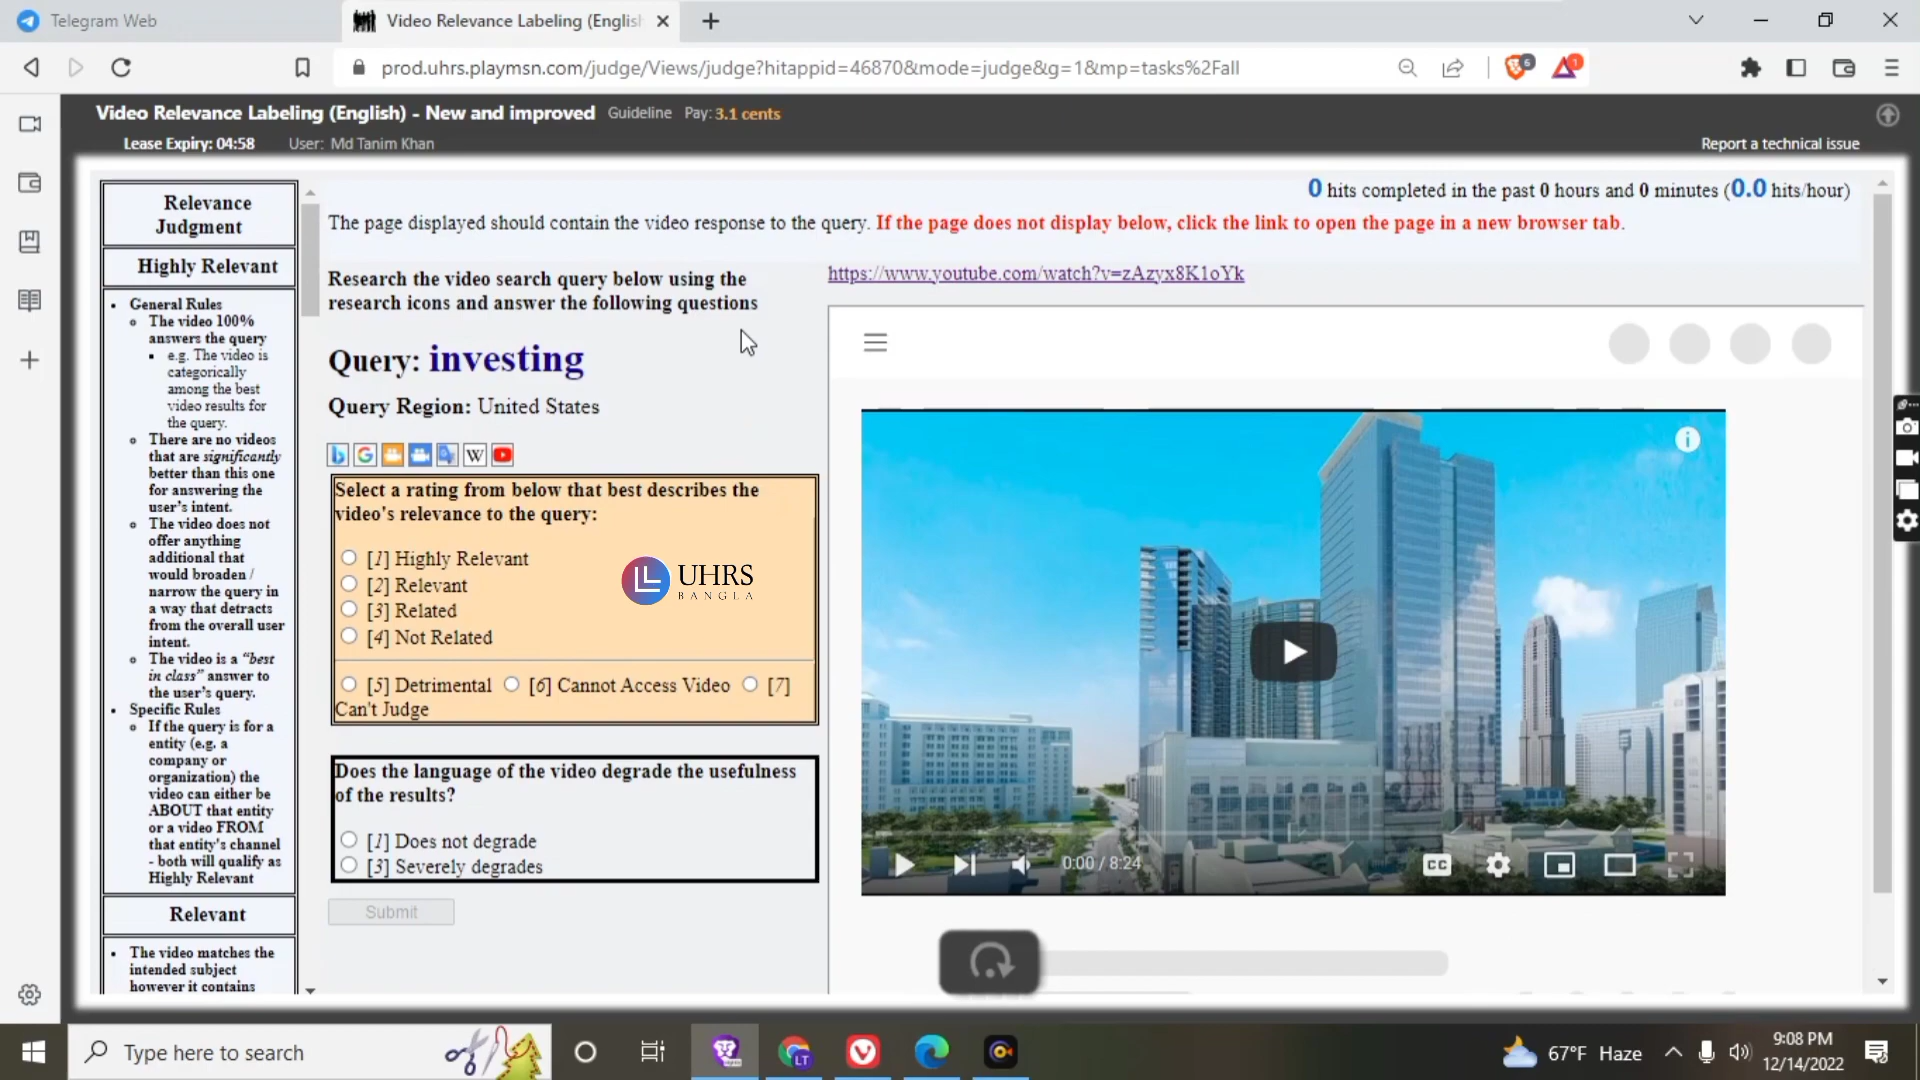 Telegram Web
Video Relevance Labeling (English
prod.uhrs.playmsn.com/judge/Views/judge?hitappid=46870&mode=judge&g=1&mp=tasks%2Fall
6
1
Video Relevance Labeling (English) - New and improved Guideline Pay: 3.1 cents
Lease Expiry: 04:58 User: Md Tanim Khan
Report a technical issue
Relevance
Judgment
Highly Relevant
General Rules
The video 100%
answers the query
e.g. The video is
categorically
among the best
video results for
the query.
There are no videos
that are significantly
better than this one
for answering the
user's intent.
The video does not
offer anything
additional that
would broaden /
narrow the query in
a way that detracts
from the overall user
intent.
The video is a "best
in class" answer to
the user's query.
Specific Rules
If the query is for a
entity (e.g. a
company or
organization) the
video can either be
ABOUT that entity
or a video FROM
that entity's channel
- both will qualify as
Highly Relevant
Relevant
The video matches the
intended subject
however it contains
0 hits completed in the past 0 hours and 0 minutes (0.0 hits/hour)
The page displayed should contain the video response to the query. If the page does not display below, click the link to open the page in a new browser tab.
Research the video search query below using the
research icons and answer the following questions
Query: investing
Query Region: United States
G
W
Select a rating from below that best describes the
video's relevance to the query:
[1] Highly Relevant
[2] Relevant
[3] Related
[4] Not Related
UHRS
BANGLA
[5] Detrimental [6] Cannot Access Video [7]
Can't Judge
Does the language of the video degrade the usefulness
of the results?
[1] Does not degrade
[3] Severely degrades
Submit
https://www.youtube.com/watch?v=zAzyx8K1oYk
0:00 / 8:24
CC
Type here to search
LT
67°F Haze
9:08 PM
12/14/2022